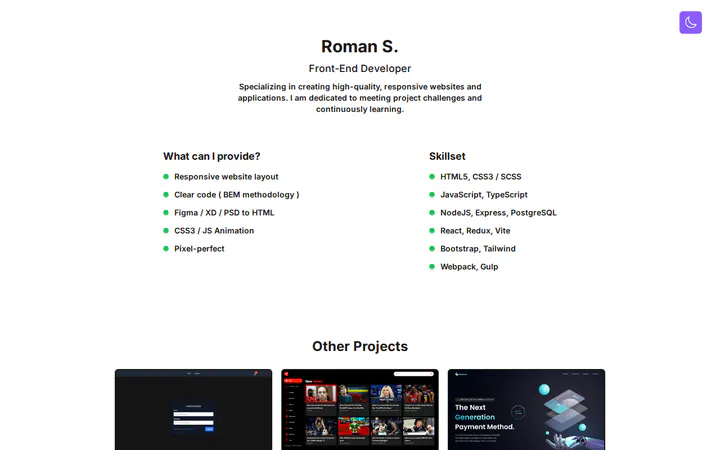 Roman S.
Front-End Developer
Specializing in creating high-quality, responsive websites and
applications. I am dedicated to meeting project challenges and
continuously learning.
What can I provide?
Responsive website layout
Clear code ( BEM methodology )
Figma / XD / PSD to HTML
CSS3 / JS Animation
Pixel-perfect
Skillset
HTML5, CSS3 / SCSS
JavaScript, TypeScript
NodeJS, Express, PostgreSQL
React, Redux, Vite
Bootstrap, Tailwind
Webpack, Gulp
Other Projects
New
The Next
Generation
Payment Method.